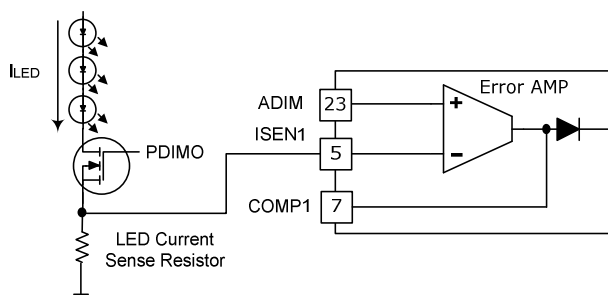 ILED
PDIMO
LED Current
Sense Resistor
ADIM
23
ISEN1
5
COMP1
7
Error AMP
+
−